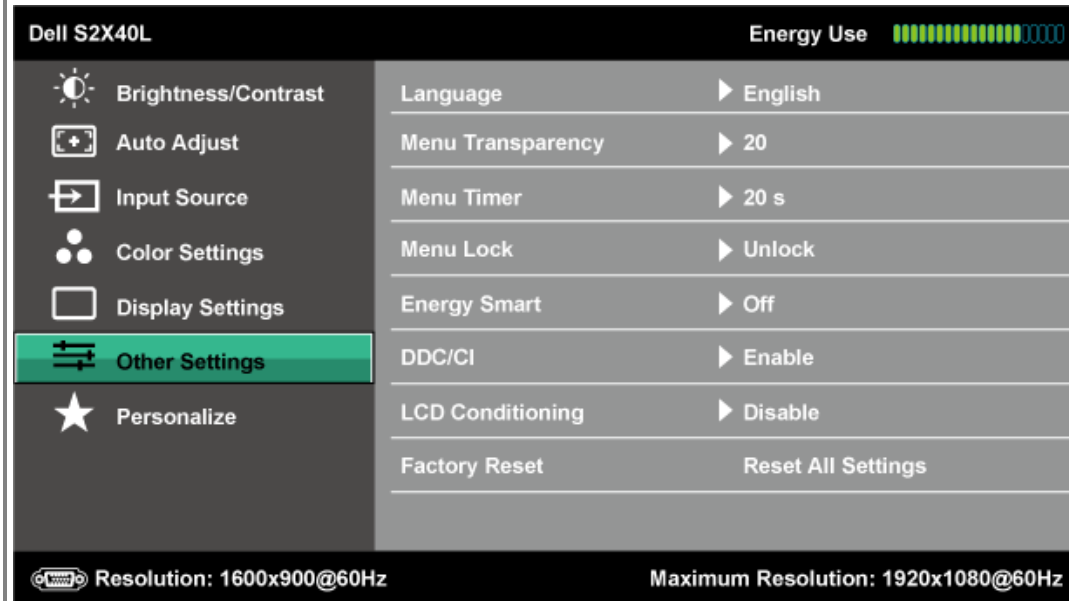 Dell S2X40L Energy Use
Brightness/Contrast Language English
Auto Adjust Menu Transparency 20
Input Source Menu Timer 20 s
Color Settings Menu Lock Unlock
Display Settings Energy Smart Off
Other Settings DDC/CI Enable
Personalize LCD Conditioning Disable
Factory Reset Reset All Settings
Resolution: 1600x900@60Hz Maximum Resolution: 1920x1080@60Hz